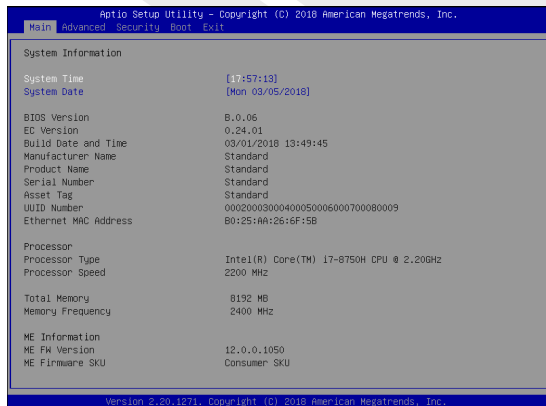 Aptio Setup Utility – Copyright (C) 2018 American Megatrends, Inc.
Main Advanced Security Boot Exit
System Information
System Time [17:57:13]
System Date [Mon 03/05/2018]
BIOS Version B.0.06
EC Version 0.24.01
Build Date and Time 03/01/2018 13:49:45
Manufacturer Name Standard
Product Name Standard
Serial Number Standard
Asset Tag Standard
UUID Number 00020003000400050006000700080009
Ethernet MAC Address B0:25:AA:26:6F:5B
Processor
Processor Type Intel(R) Core(TM) i7-8750H CPU @ 2.20GHz
Processor Speed 2200 MHz
Total Memory 8192 MB
Memory Frequency 2400 MHz
ME Information
ME FW Version 12.0.0.1050
ME Firmware SKU Consumer SKU
Version 2.20.1271. Copyright (C) 2018 American Megatrends, Inc.